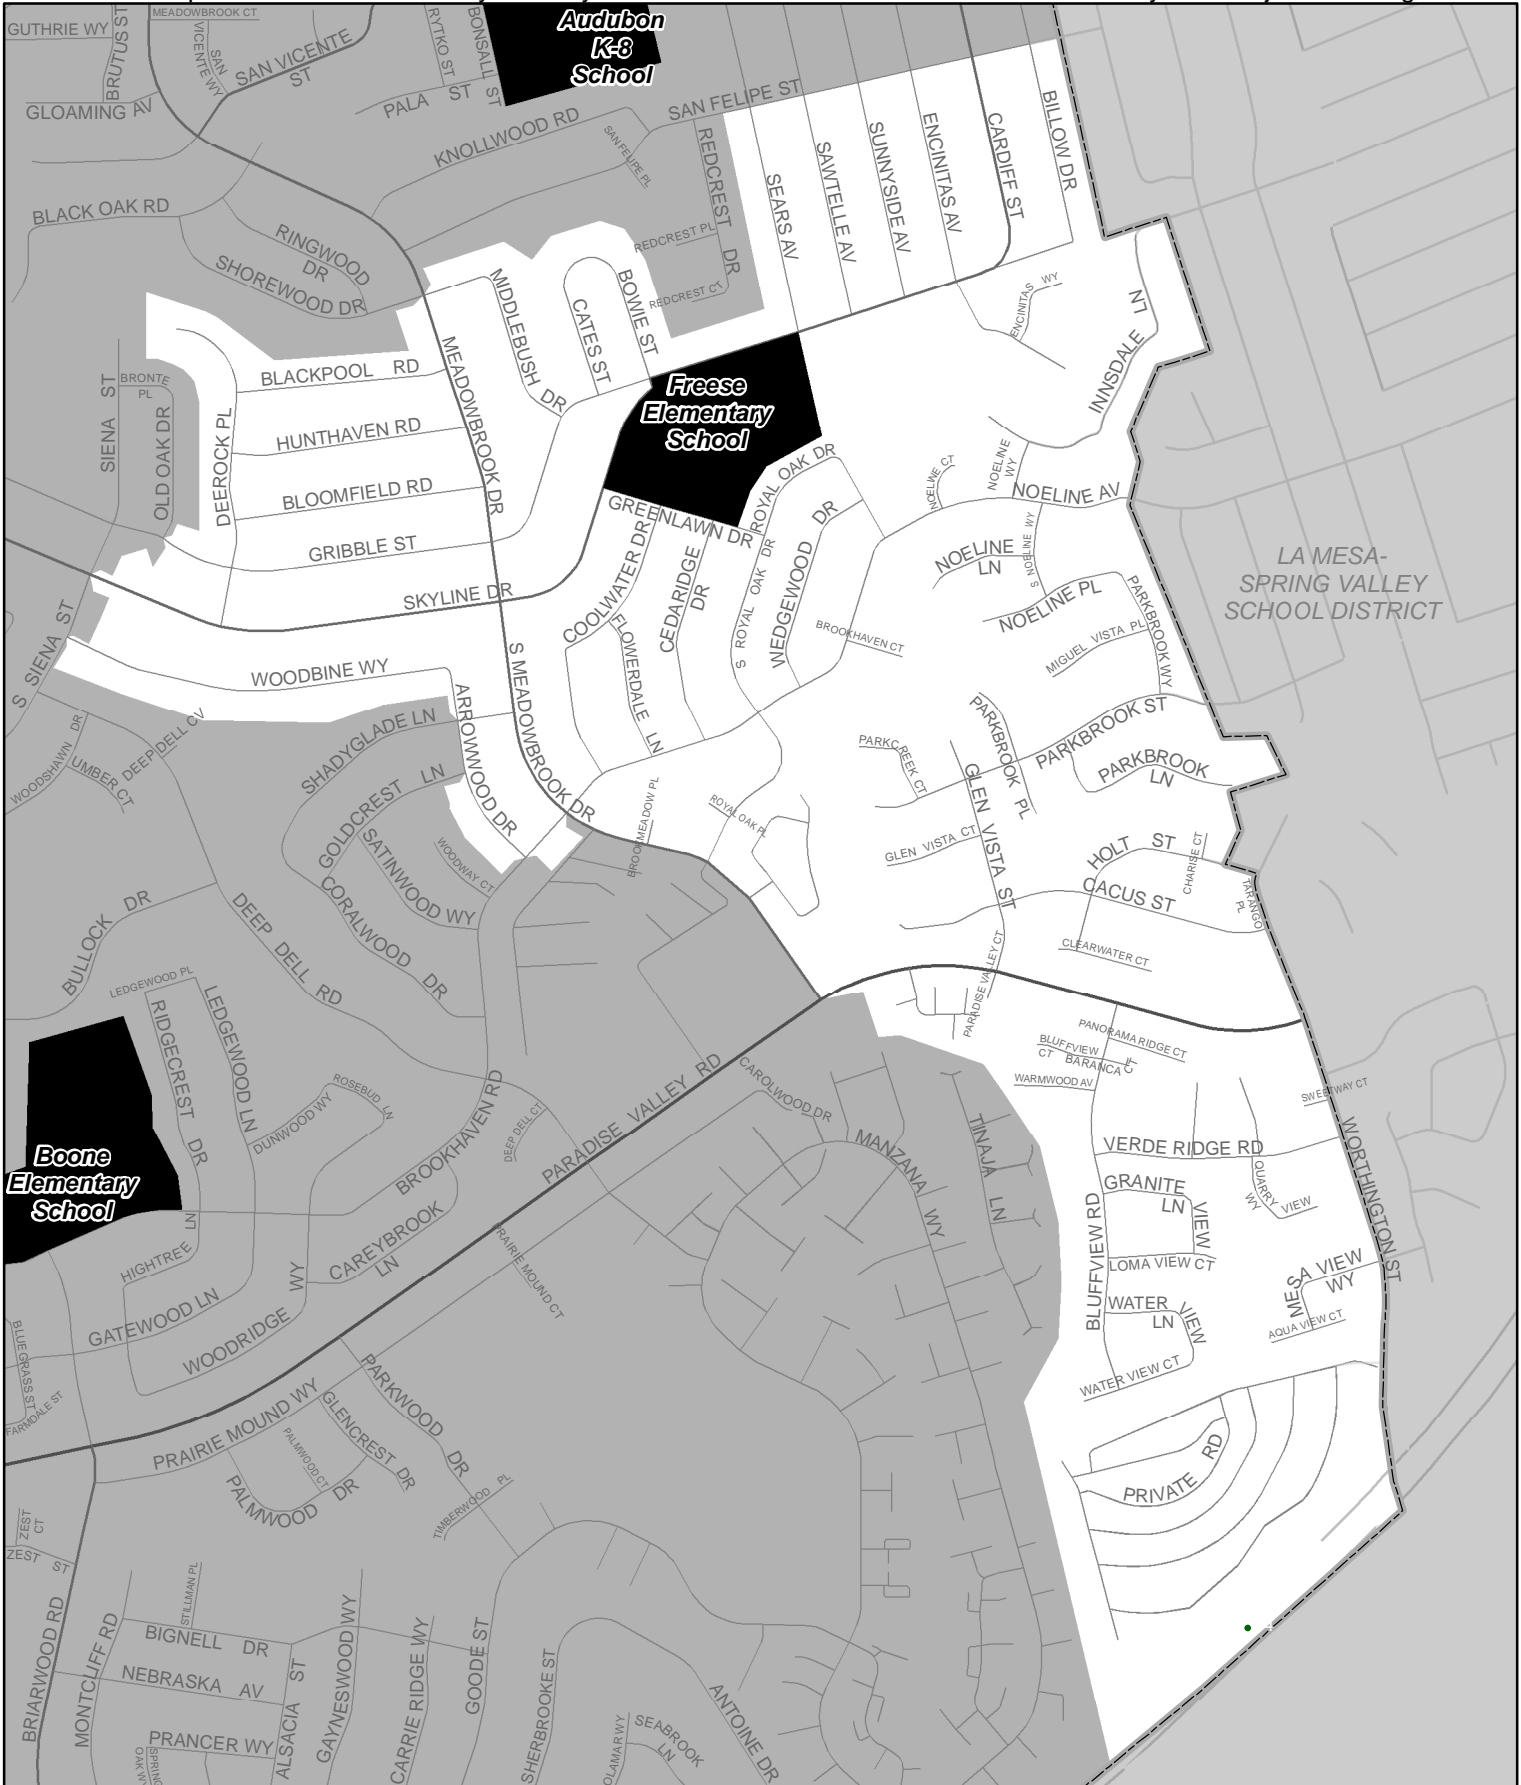 MEADOWBROOK CT
GUTHRIE WY
BRUTUS ST
SAN
VICENTE WY
SAN VICENTE
ST
RYTKO ST
BONSALL
ST
Audubon
K-8
School
GLOAMING AV
PALA ST
KNOLLWOOD RD
SAN FELIPE ST
SAN FELIPE PL
REDCREST
DR
REDCREST PL
REDCREST CT
SEARS AV
SAWTELLE AV
SUNNYSIDE AV
ENCINITAS AV
CARDIFF ST
BILLOW DR
BLACK OAK RD
RINGWOOD
DR
SHOREWOOD DR
MIDDLEBUSH
DR
CATES ST
BOWIE ST
ENCINITAS
WY
INNSDALE
LN
SIENA ST
BRONTE
PL
OLD OAK DR
DEEROCK PL
BLACKPOOL RD
MEADOWBROOK DR
HUNTHAVEN RD
BLOOMFIELD RD
GRIBBLE ST
SKYLINE DR
Freese
Elementary
School
GREENLAWN DR
ROYAL OAK DR
NOELINE CT
NOELINE
WY
NOELINE AV
S NOELINE WY
NOELINE
LN
NOELINE PL
LA MESA-
SPRING VALLEY
SCHOOL DISTRICT
COOLWATER DR
FLOWERDALE
LN
CEDARIDGE
DR
S ROYAL OAK DR
WEDGEWOOD
DR
BROOKHAVEN CT
PARKBROOK WY
MIGUEL VISTA PL
S SIENA ST
WOODBINE WY
S MEADOWBROOK DR
ARROWWOOD DR
SHADYGLADE LN
WOODSHAWN DR
DEEP DELL CV
UMBER CT
PARKBROOK
PL
PARKBROOK ST
PARKBROOK
LN
PARKCREEK CT
GLEN VISTA ST
GLEN VISTA CT
GOLDCREST LN
SATINWOOD WY
WOODWAY CT
CORALWOOD DR
BROOKMEADOW PL
ROYAL OAK PL
HOLT ST
CHARISE CT
CACUS ST
TARANGO
PL
CLEARWATER CT
PARADISE VALLEY CT
BULLOCK DR
DEEP DELL RD
LEDGEWOOD PL
LEDGEWOOD LN
RIDGECREST DR
ROSEBUD LN
DUNWOOD WY
BROOKHAVEN RD
DEEP DELL CT
PARADISE VALLEY RD
CAROLWOOD DR
MANZANA WY
TINAJA LN
PANORAMA RIDGE CT
BLUFFVIEW
CT
BARANCA
CT
WARMWOOD AV
SWEETWAY CT
WORTHINGTON ST
VERDE RIDGE RD
GRANITE
LN
VIEW
QUARRY
WY
VIEW
LOMA VIEW CT
BLUFFVIEW RD
WATER
LN
VIEW
WATER VIEW CT
MESA VIEW
WY
AQUA VIEW CT
Boone
Elementary
School
HIGHTREE
LN
CAREYBROOK
LN
GATEWOOD LN
WOODRIDGE
WY
PRAIRIE MOUND CT
BLUEGRASS ST
FARMDALE ST
PRAIRIE MOUND WY
PARKWOOD DR
GLENCREST DR
PALMWOOD CT
PALMWOOD DR
TIMBERWOOD PL
PRIVATE RD
ZEST
CT
ZEST ST
STILLMAN PL
BRIARWOOD RD
MONTCLIFF RD
BIGNELL DR
NEBRASKA AV
PRANCER WY
ALSACIA ST
GAYNESWOOD WY
CARRIE RIDGE WY
GOODE ST
SHERBROOKE ST
OLAMAR WY
SEABROOK
LN
ANTOINE DR
SPRING
OAK WY